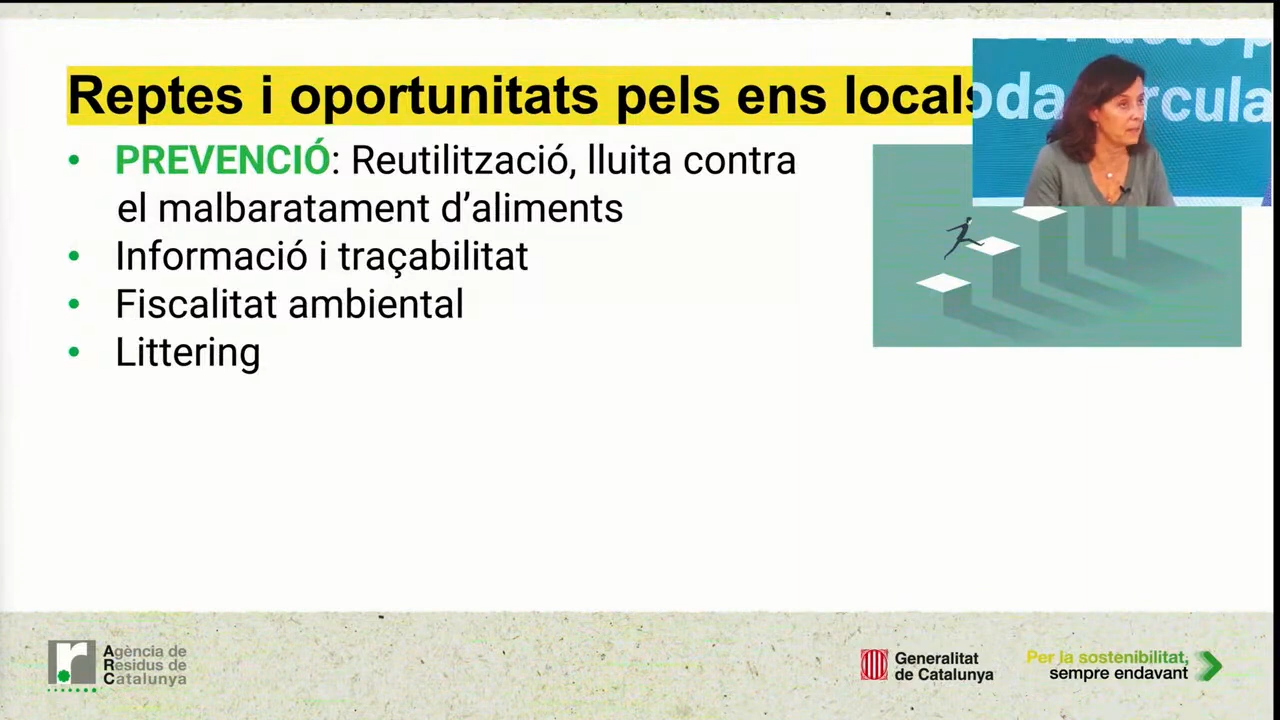 Reptes i oportunitats pels ens locals
• PREVENCIÓ: Reutilització, lluita contra
el malbaratament d’aliments
• Informació i traçabilitat
• Fiscalitat ambiental
• Littering
Agència de
Residus de
Catalunya
Generalitat
de Catalunya
Per la sostenibilitat,
sempre endavant